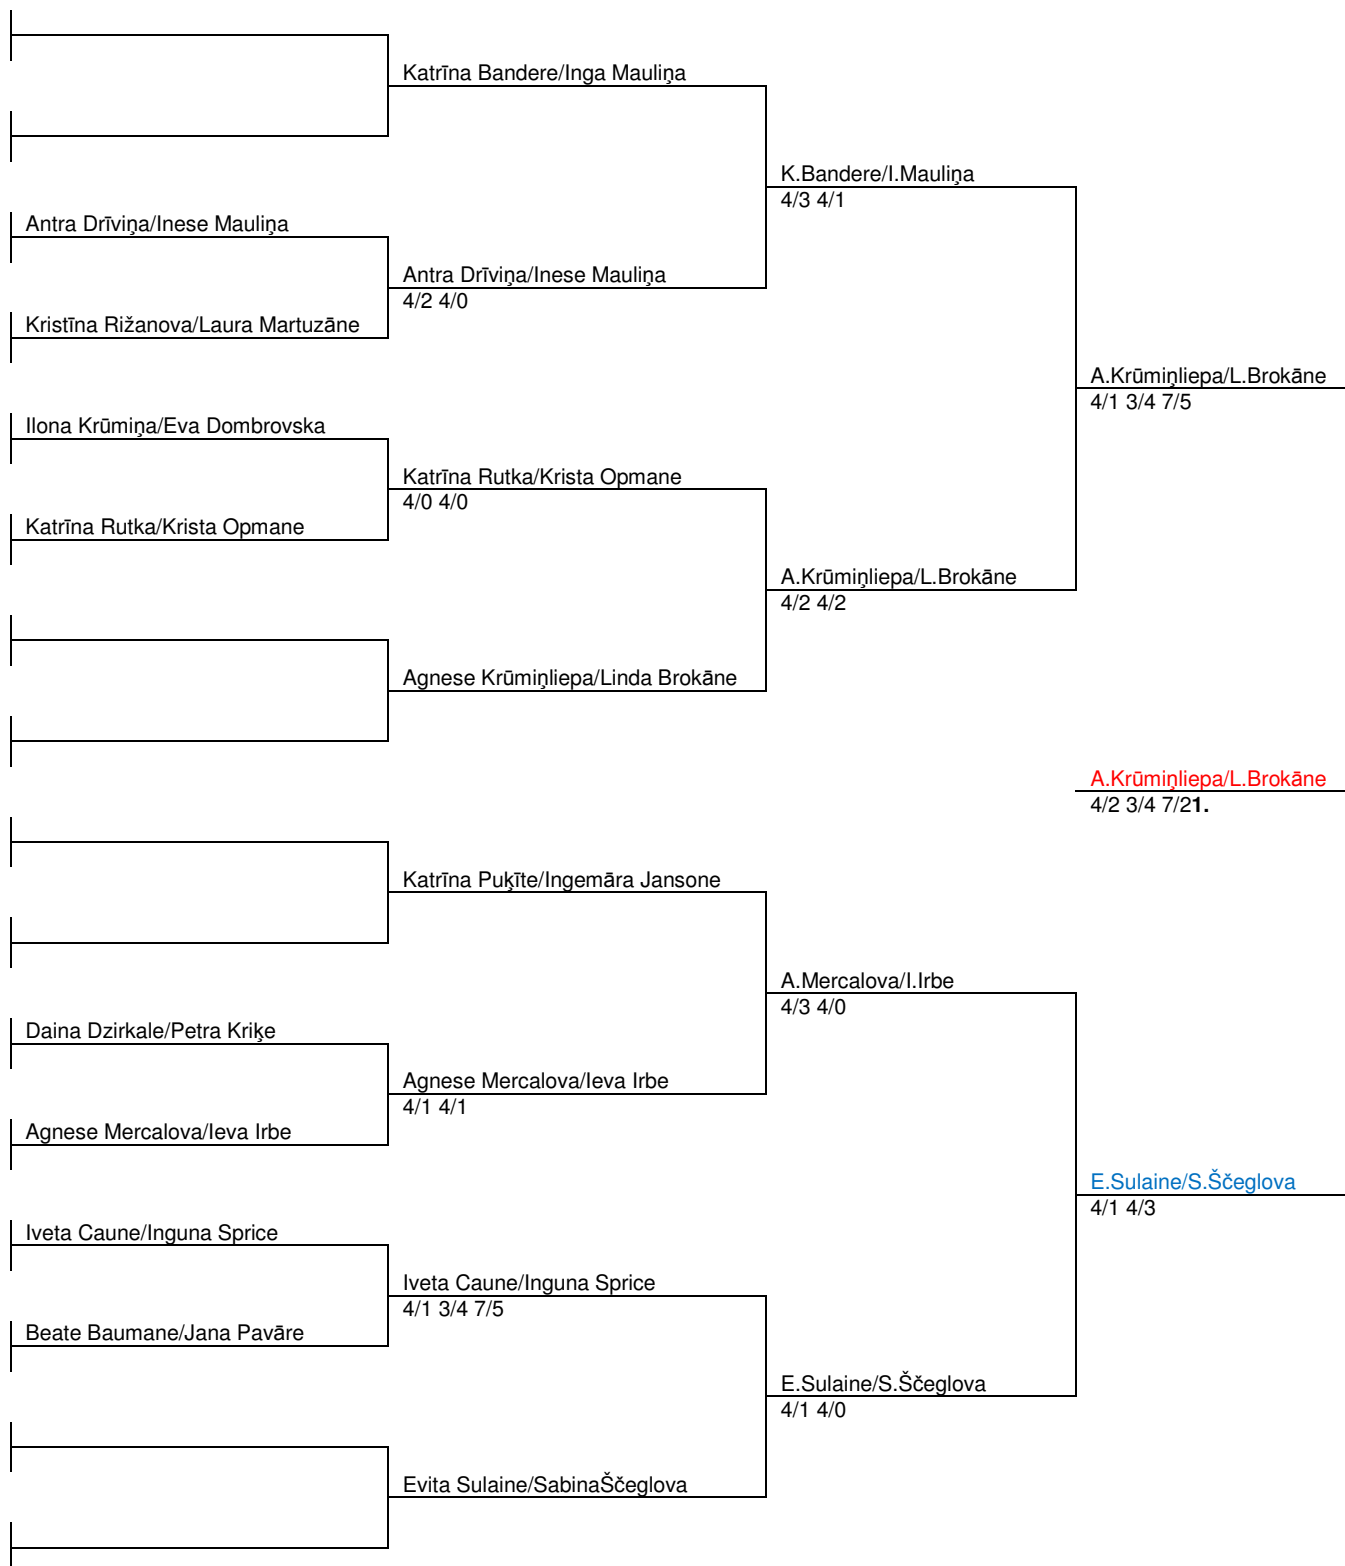 Katrīna Bandere/Inga Mauliņa
K.Bandere/I.Mauliņa
4/3 4/1
Antra Drīviņa/Inese Mauliņa
Antra Drīviņa/Inese Mauliņa
4/2 4/0
Kristīna Rižanova/Laura Martuzāne
A.Krūmiņliepa/L.Brokāne
4/1 3/4 7/5
Ilona Krūmiņa/Eva Dombrovska
Katrīna Rutka/Krista Opmane
4/0 4/0
Katrīna Rutka/Krista Opmane
A.Krūmiņliepa/L.Brokāne
4/2 4/2
Agnese Krūmiņliepa/Linda Brokāne
A.Krūmiņliepa/L.Brokāne
4/2 3/4 7/21.
Katrīna Puķīte/Ingemāra Jansone
A.Mercalova/I.Irbe
4/3 4/0
Daina Dzirkale/Petra Kriķe
Agnese Mercalova/Ieva Irbe
4/1 4/1
Agnese Mercalova/Ieva Irbe
E.Sulaine/S.Ščeglova
4/1 4/3
Iveta Caune/Inguna Sprice
Iveta Caune/Inguna Sprice
4/1 3/4 7/5
Beate Baumane/Jana Pavāre
E.Sulaine/S.Ščeglova
4/1 4/0
Evita Sulaine/SabinaŠčeglova